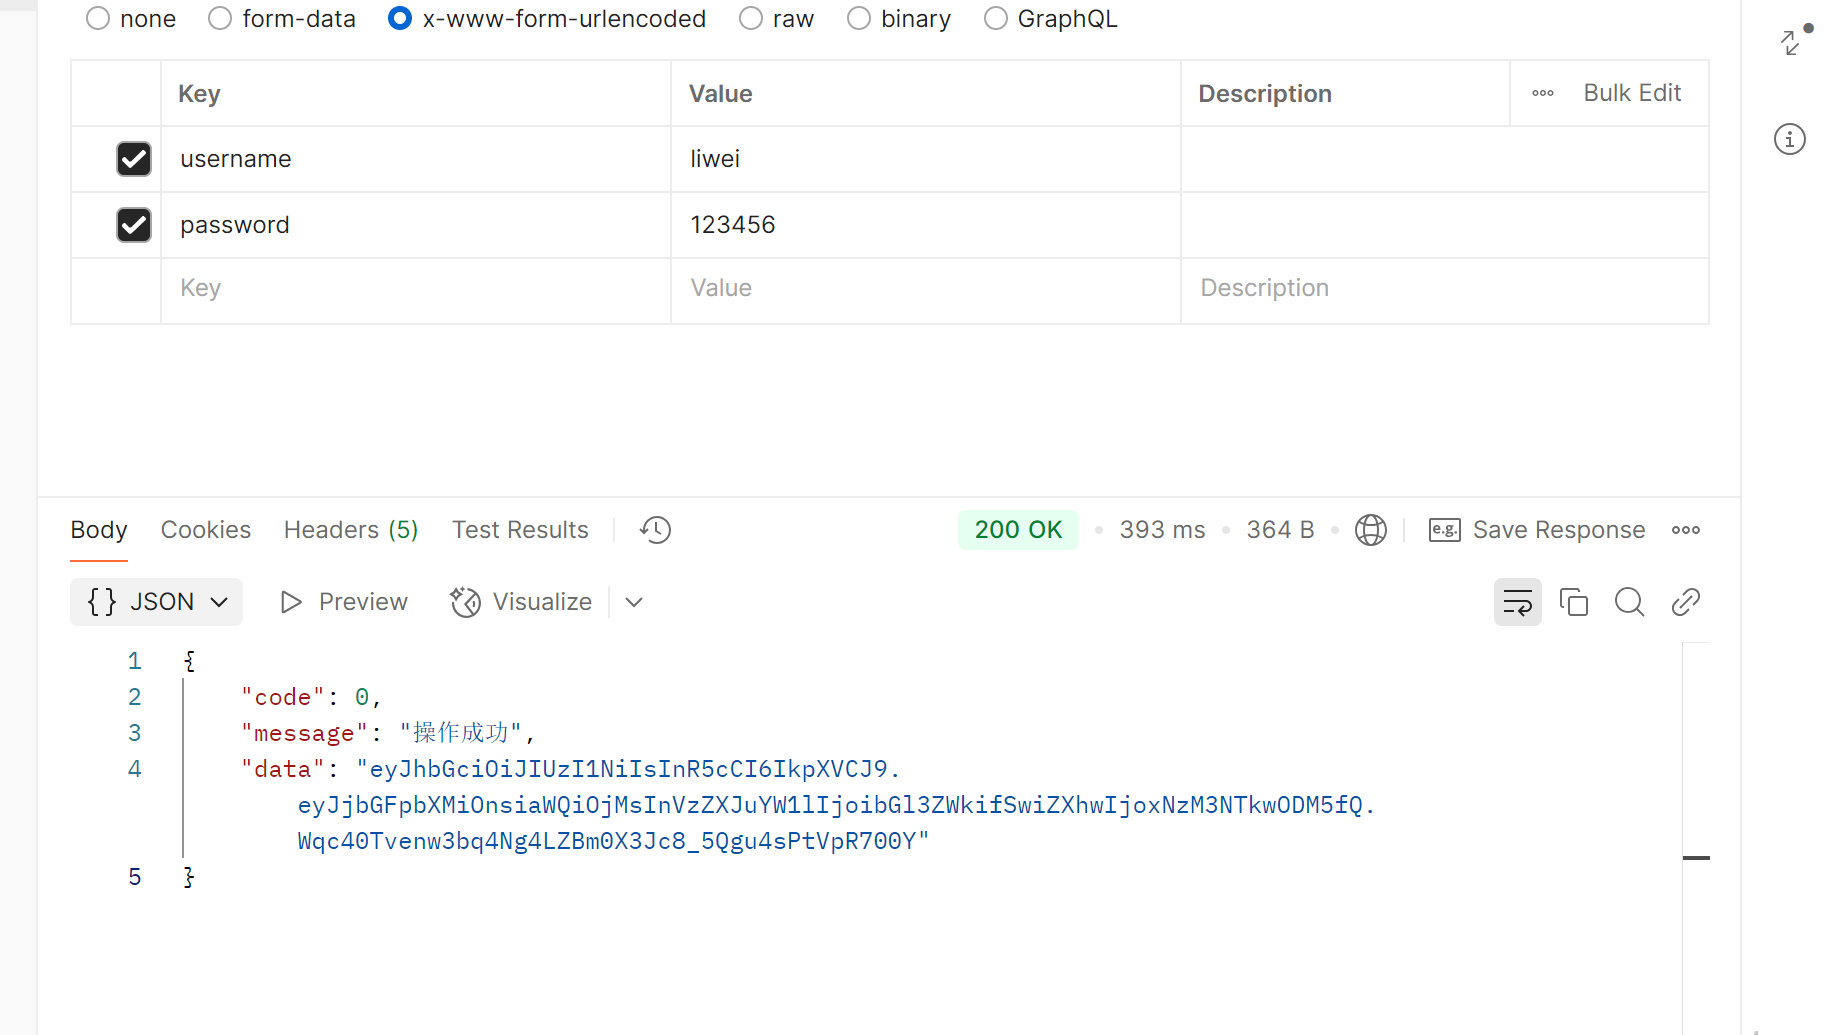 none form-data x-www-form-urlencoded raw binary GraphQL
Key Value Description Bulk Edit
username liwei
password 123456
Key Value Description
Body Cookies Headers (5) Test Results 200 OK 393 ms 364 B e.g. Save Response
{} JSON Preview Visualize
1 {
2 "code": 0,
3 "message": "操作成功",
4 "data": "eyJhbGciOiJIUzI1NiIsInR5cCI6IkpXVCJ9.
eyJjbGFpbXMiOnsiaWQiOjMsInVzZXJuYW1lIjoibGl3ZWkifSwiZXhwIjoxNzM3NTkwODM5fQ.
Wqc40Tvenw3bq4Ng4LZBm0X3Jc8_5Qgu4sPtVpR700Y"
5 }